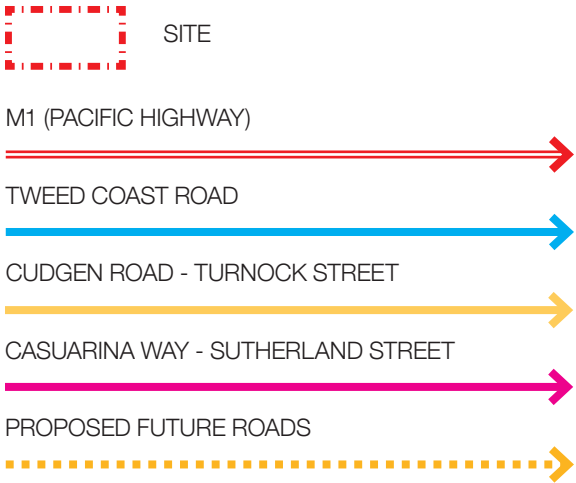 SITE
M1 (PACIFIC HIGHWAY)
TWEED COAST ROAD
CUDGEN ROAD - TURNOCK STREET
CASUARINA WAY - SUTHERLAND STREET
PROPOSED FUTURE ROADS